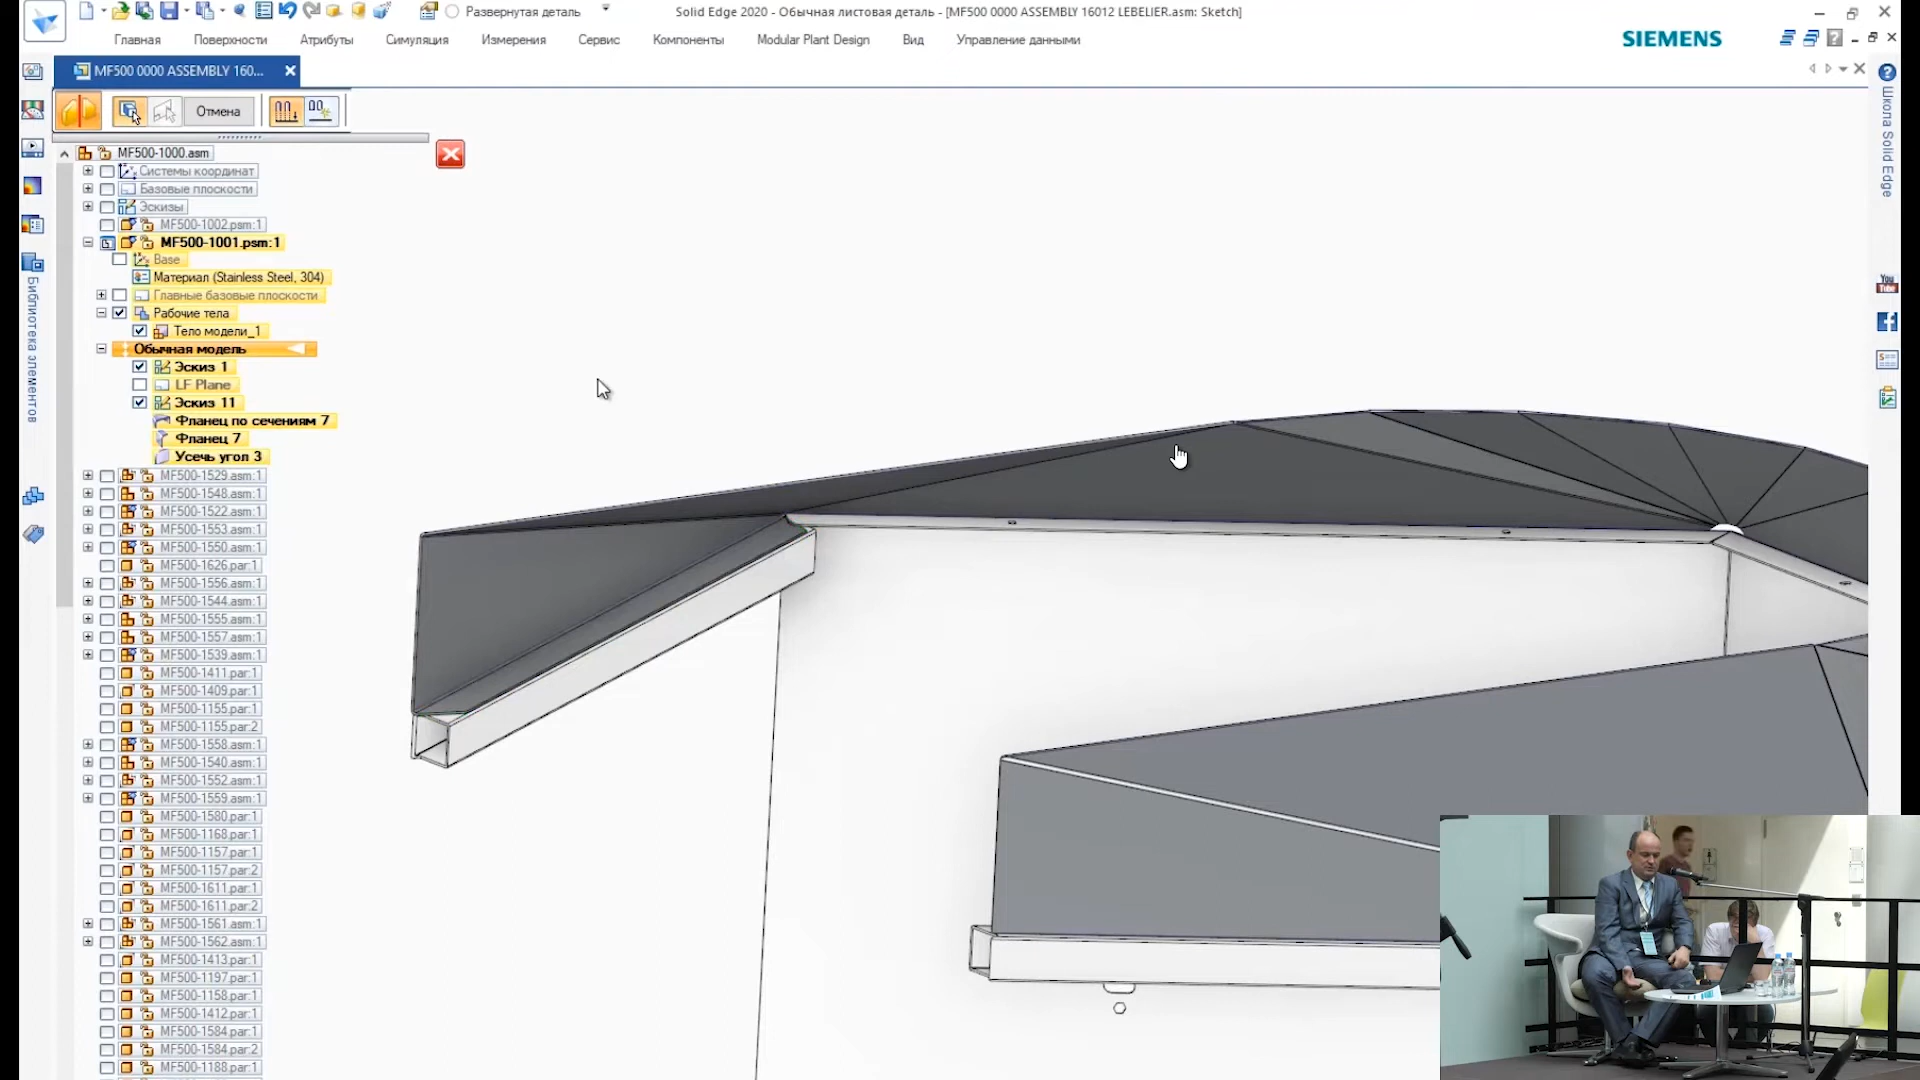 Развернутая деталь
Solid Edge 2020 - Обычная листовая деталь - [MF500 0000 ASSEMBLY 16012 LEBELIER.asm: Sketch]
Главная Поверхности Атрибуты Симуляция Измерения Сервис Компоненты Modular Plant Design Вид Управление данными
SIEMENS
MF500 0000 ASSEMBLY 160...
Отмена
MF500-1000.asm
Системы координат
Базовые плоскости
Эскизы
MF500-1002.psm:1
MF500-1001.psm:1
Base
Материал (Stainless Steel, 304)
Главные базовые плоскости
Рабочие тела
Тело модели_1
Обычная модель
Эскиз 1
LF Plane
Эскиз 11
Фланец по сечениям 7
Фланец 7
Усечь угол 3
MF500-1529.asm:1
MF500-1548.asm:1
MF500-1522.asm:1
MF500-1553.asm:1
MF500-1550.asm:1
MF500-1626.par:1
MF500-1556.asm:1
MF500-1544.asm:1
MF500-1555.asm:1
MF500-1557.asm:1
MF500-1539.asm:1
MF500-1411.par:1
MF500-1409.par:1
MF500-1155.par:1
MF500-1155.par:2
MF500-1558.asm:1
MF500-1540.asm:1
MF500-1552.asm:1
MF500-1559.asm:1
MF500-1580.par:1
MF500-1168.par:1
MF500-1157.par:1
MF500-1157.par:2
MF500-1611.par:1
MF500-1611.par:2
MF500-1561.asm:1
MF500-1562.asm:1
MF500-1413.par:1
MF500-1197.par:1
MF500-1158.par:1
MF500-1412.par:1
MF500-1584.par:1
MF500-1584.par:2
MF500-1188.par:1
Библиотека элементов
Школа Solid Edge
You
Tube